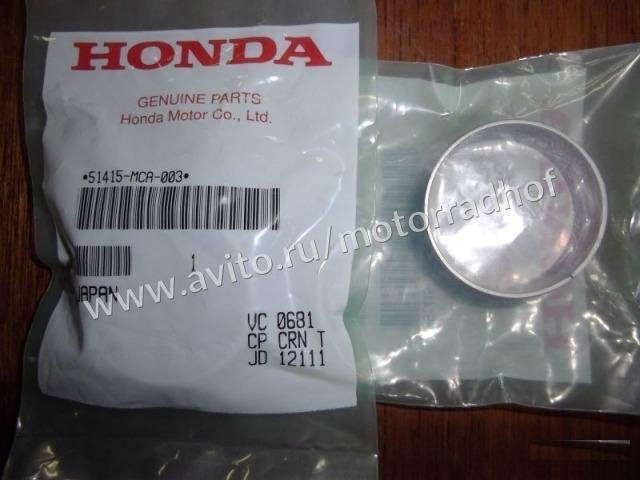 HONDA
GENUINE PARTS
Honda Motor Co., Ltd.
*51415-MCA-003*
1
JAPAN
VC 0681
CP CRN T
JD 12111
www.avito.ru/motorradhof